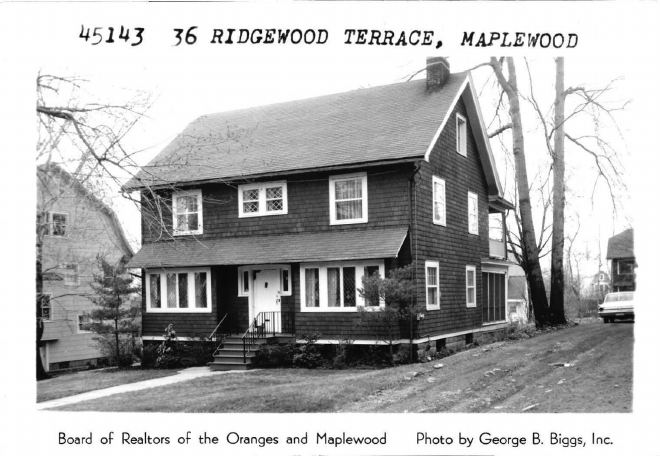 45143 36 RIDGEWOOD TERRACE, MAPLEWOOD
Board of Realtors of the Oranges and Maplewood Photo by George B. Biggs, Inc.